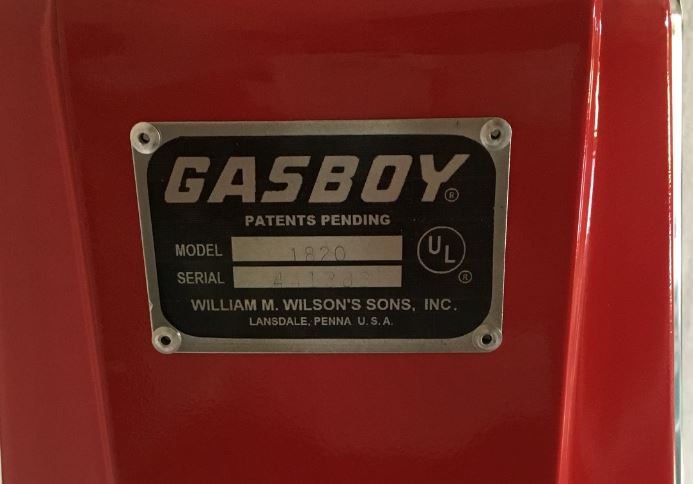 GASBOY ®
PATENTS PENDING
MODEL 1820
SERIAL
UL ®
WILLIAM M. WILSON'S SONS, INC.
LANSDALE, PENNA U.S.A.